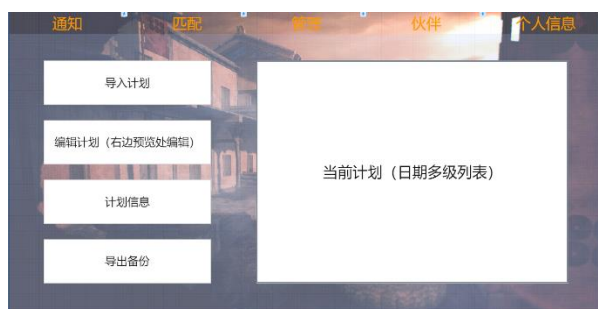 通知 匹配 管理 伙伴 个人信息
导入计划
编辑计划（右边预览处编辑）
当前计划（日期多级列表）
计划信息
导出备份